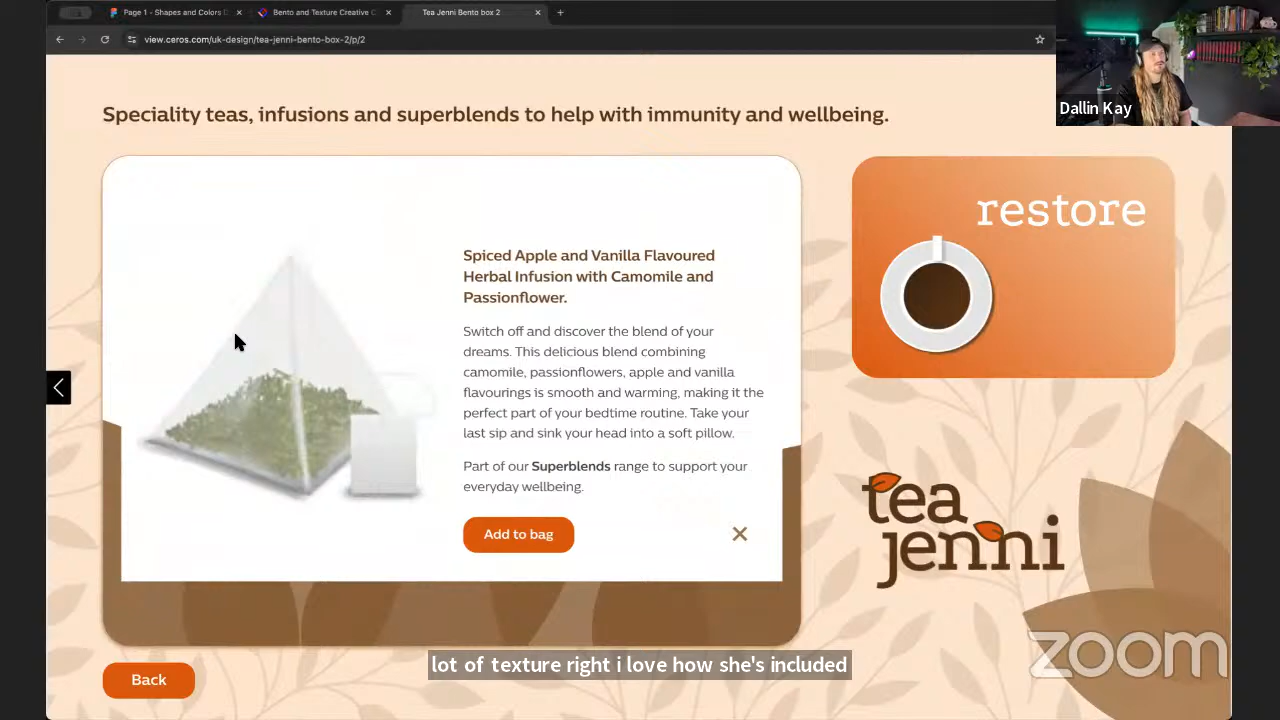 Page 1 - Shapes and Colors
Bento and Texture Creative C
Tea Jenni Bento box 2
view.ceros.com/uk-design/tea-jenni-bento-box-2/p/2
Dallin Kay
Speciality teas, infusions and superblends to help with immunity and wellbeing.
restore
Spiced Apple and Vanilla Flavoured
Herbal Infusion with Camomile and
Passionflower.
Switch off and discover the blend of your
dreams. This delicious blend combining
camomile, passionflowers, apple and vanilla
flavourings is smooth and warming, making it the
perfect part of your bedtime routine. Take your
last sip and sink your head into a soft pillow.
Part of our Superblends range to support your
everyday wellbeing.
Add to bag
tea
jenni
lot of texture right i love how she's included
Back
zoom